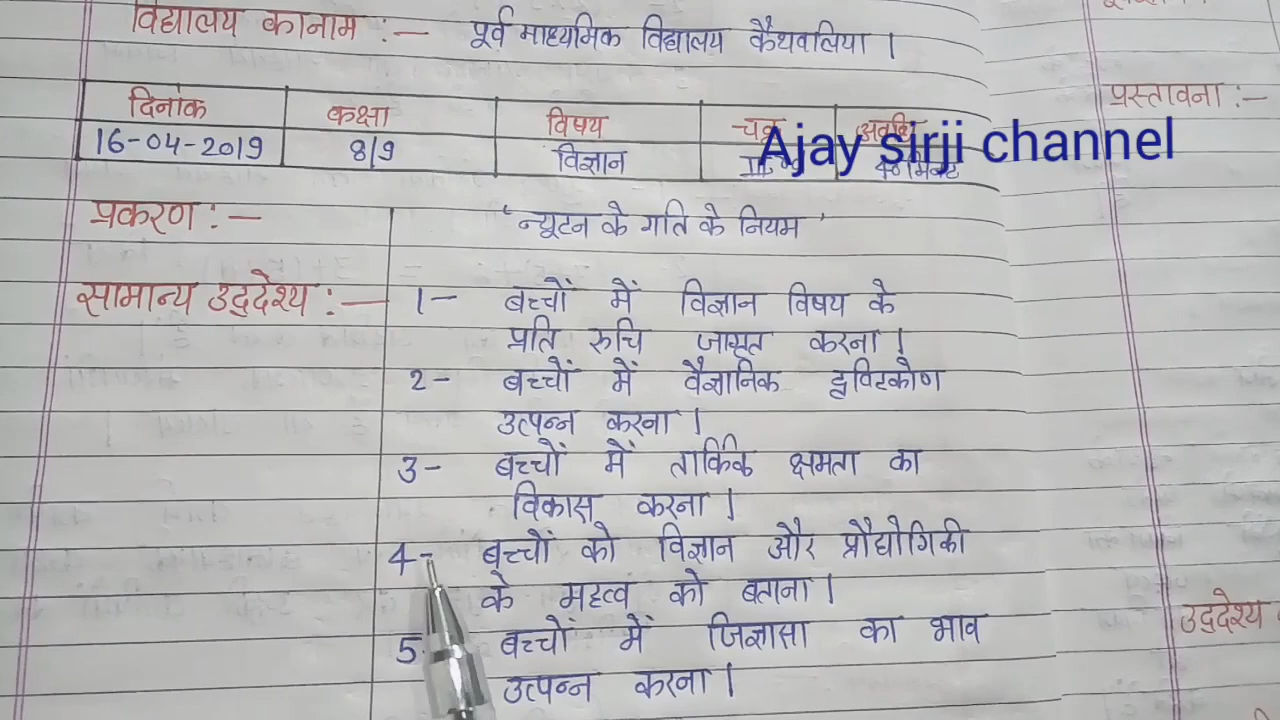 विद्यालय का नाम :— पूर्व माध्यमिक विद्यालय कैथवलिया ।
दिनांक कक्षा विषय चक्र अवधि
16-04-2019 8/9 विज्ञान
Ajay sirji channel
प्रकरण :— 'न्यूटन के गति के नियम'
सामान्य उद्देश्य :— 1— बच्चों में विज्ञान विषय के
प्रति रुचि जागृत करना ।
2- बच्चों में वैज्ञानिक दृष्टिकोण
उत्पन्न करना ।
3- बच्चों में तार्किक क्षमता का
विकास करना ।
4- बच्चों को विज्ञान और प्रौद्योगिकी
के महत्व को बताना ।
5- बच्चों में जिज्ञासा का भाव
उत्पन्न करना ।
प्रस्तावना :—
उद्देश्य